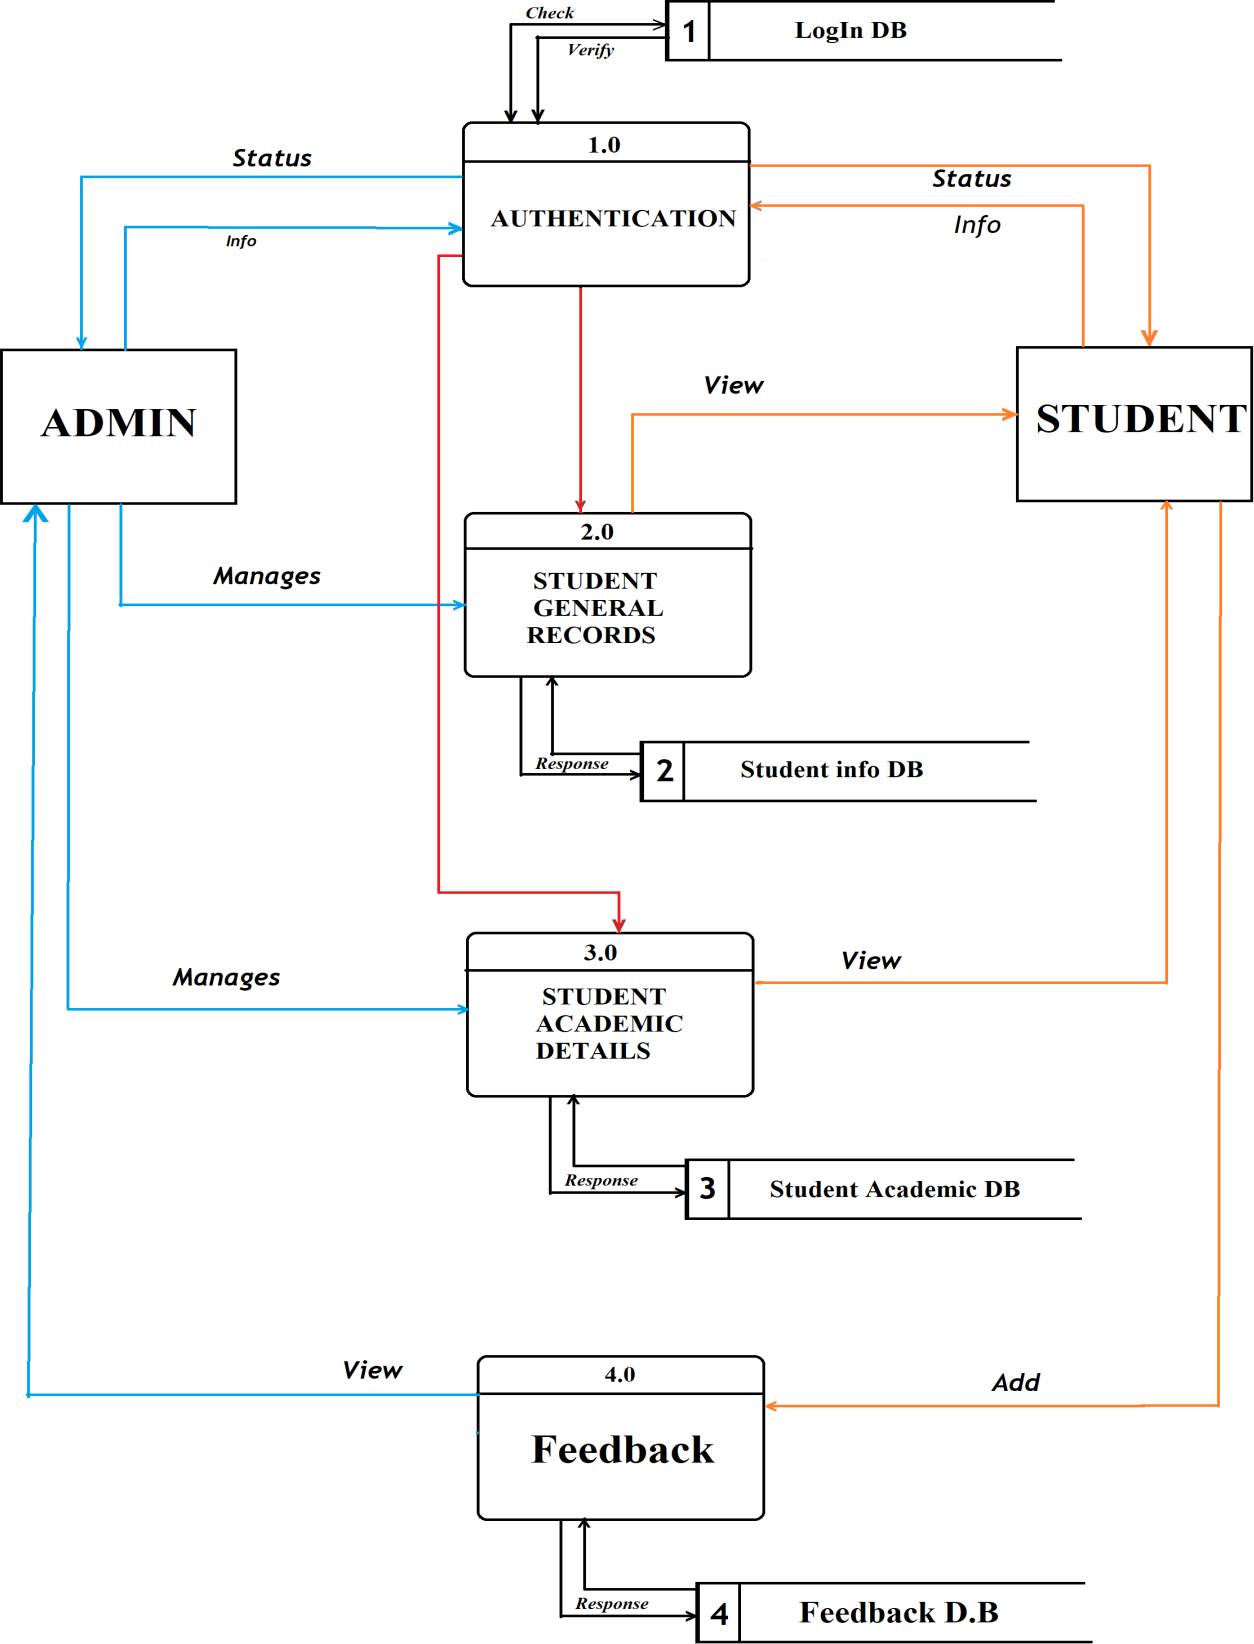 Check
1
LogIn DB
Verify
1.0
Status
Status
AUTHENTICATION
Info
Info
View
ADMIN
STUDENT
2.0
Manages
STUDENT
GENERAL
RECORDS
Response
2
Student info DB
3.0
View
Manages
STUDENT
ACADEMIC
DETAILS
Response
3
Student Academic DB
View
4.0
Add
Feedback
Response
4
Feedback D.B